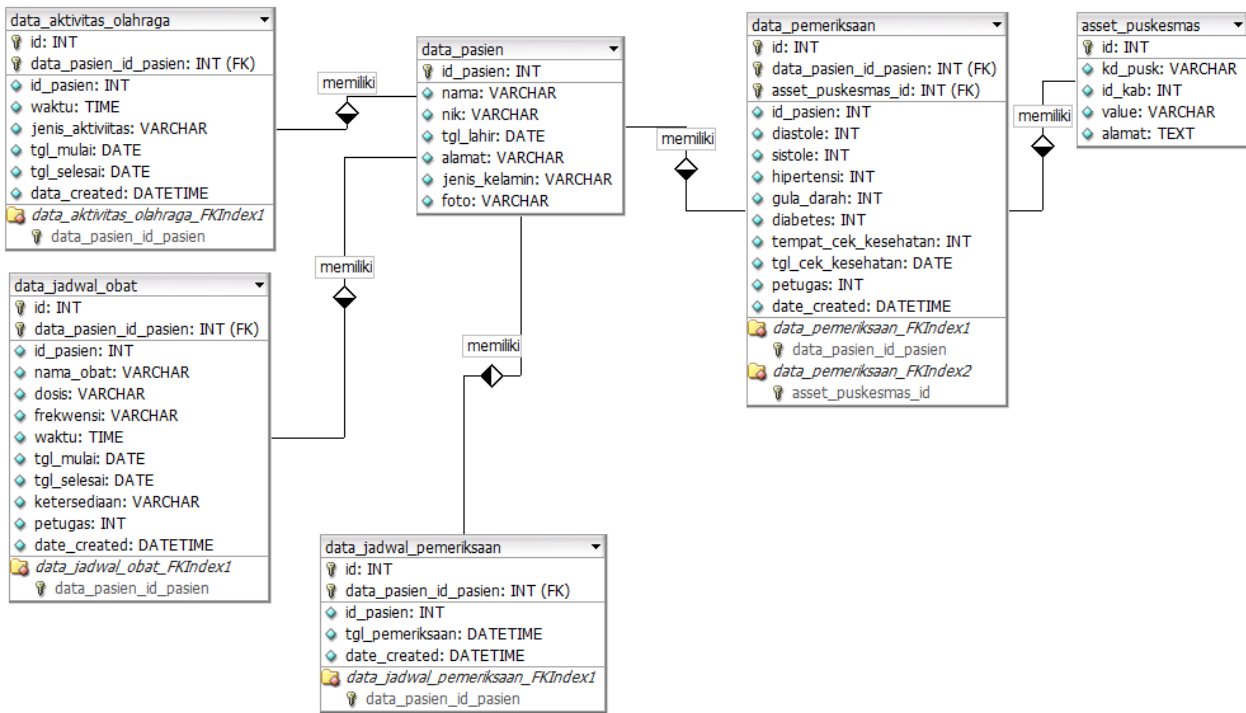 data_aktivitas_olahraga
id: INT
data_pasien_id_pasien: INT (FK)
id_pasien: INT
waktu: TIME
jenis_aktiviitas: VARCHAR
tgl_mulai: DATE
tgl_selesai: DATE
data_created: DATETIME
data_aktivitas_olahraga_FKIndex1
data_pasien_id_pasien
memiliki
data_pasien
id_pasien: INT
nama: VARCHAR
nik: VARCHAR
tgl_lahir: DATE
alamat: VARCHAR
jenis_kelamin: VARCHAR
foto: VARCHAR
memiliki
data_pemeriksaan
id: INT
data_pasien_id_pasien: INT (FK)
asset_puskesmas_id: INT (FK)
id_pasien: INT
diastole: INT
sistole: INT
hipertensi: INT
gula_darah: INT
diabetes: INT
tempat_cek_kesehatan: INT
tgl_cek_kesehatan: DATE
petugas: INT
date_created: DATETIME
data_pemeriksaan_FKIndex1
data_pasien_id_pasien
data_pemeriksaan_FKIndex2
asset_puskesmas_id
memiliki
asset_puskesmas
id: INT
kd_pusk: VARCHAR
id_kab: INT
value: VARCHAR
alamat: TEXT
memiliki
data_jadwal_obat
id: INT
data_pasien_id_pasien: INT (FK)
id_pasien: INT
nama_obat: VARCHAR
dosis: VARCHAR
frekwensi: VARCHAR
waktu: TIME
tgl_mulai: DATE
tgl_selesai: DATE
ketersediaan: VARCHAR
petugas: INT
date_created: DATETIME
data_jadwal_obat_FKIndex1
data_pasien_id_pasien
memiliki
data_jadwal_pemeriksaan
id: INT
data_pasien_id_pasien: INT (FK)
id_pasien: INT
tgl_pemeriksaan: DATETIME
date_created: DATETIME
data_jadwal_pemeriksaan_FKIndex1
data_pasien_id_pasien